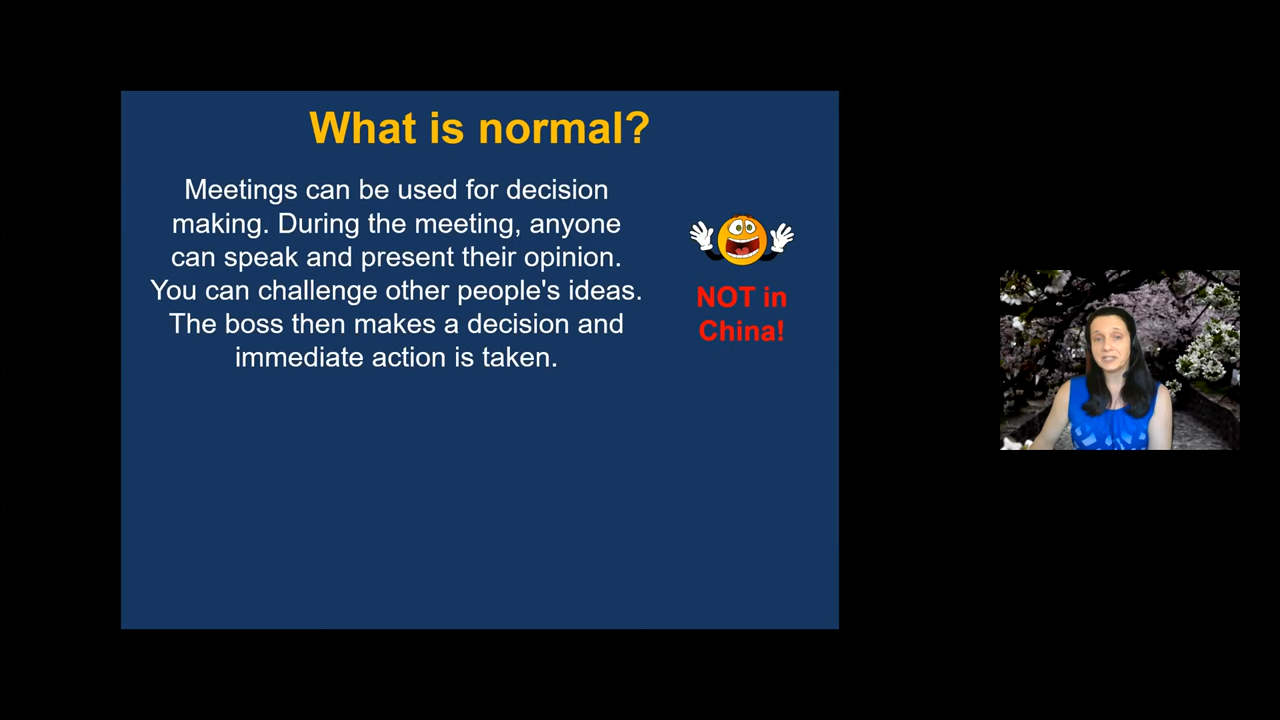 What is normal?
Meetings can be used for decision
making. During the meeting, anyone
can speak and present their opinion.
You can challenge other people's ideas.
The boss then makes a decision and
immediate action is taken.
NOT in
China!